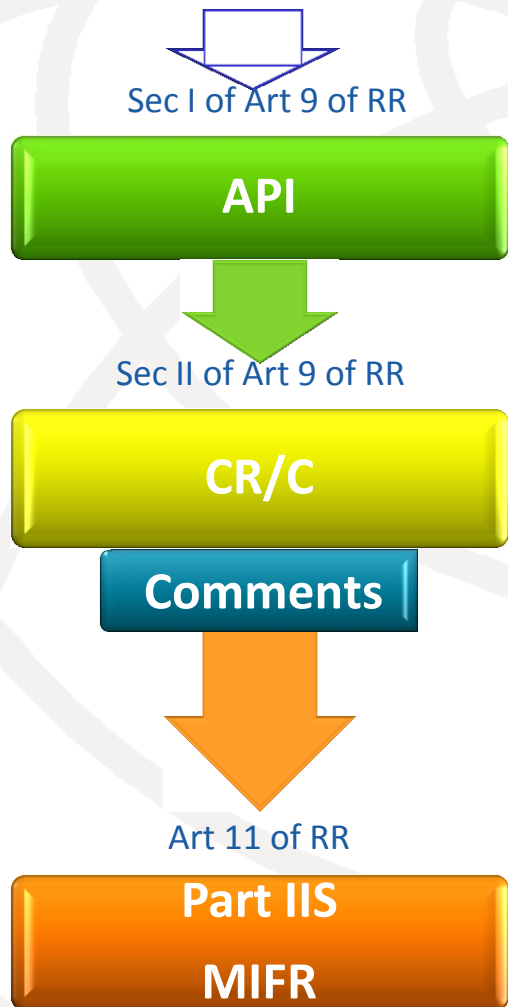 Sec I of Art 9 of RR
API
Sec II of Art 9 of RR
CR/C
Comments
Art 11 of RR
Part IIS
MIFR